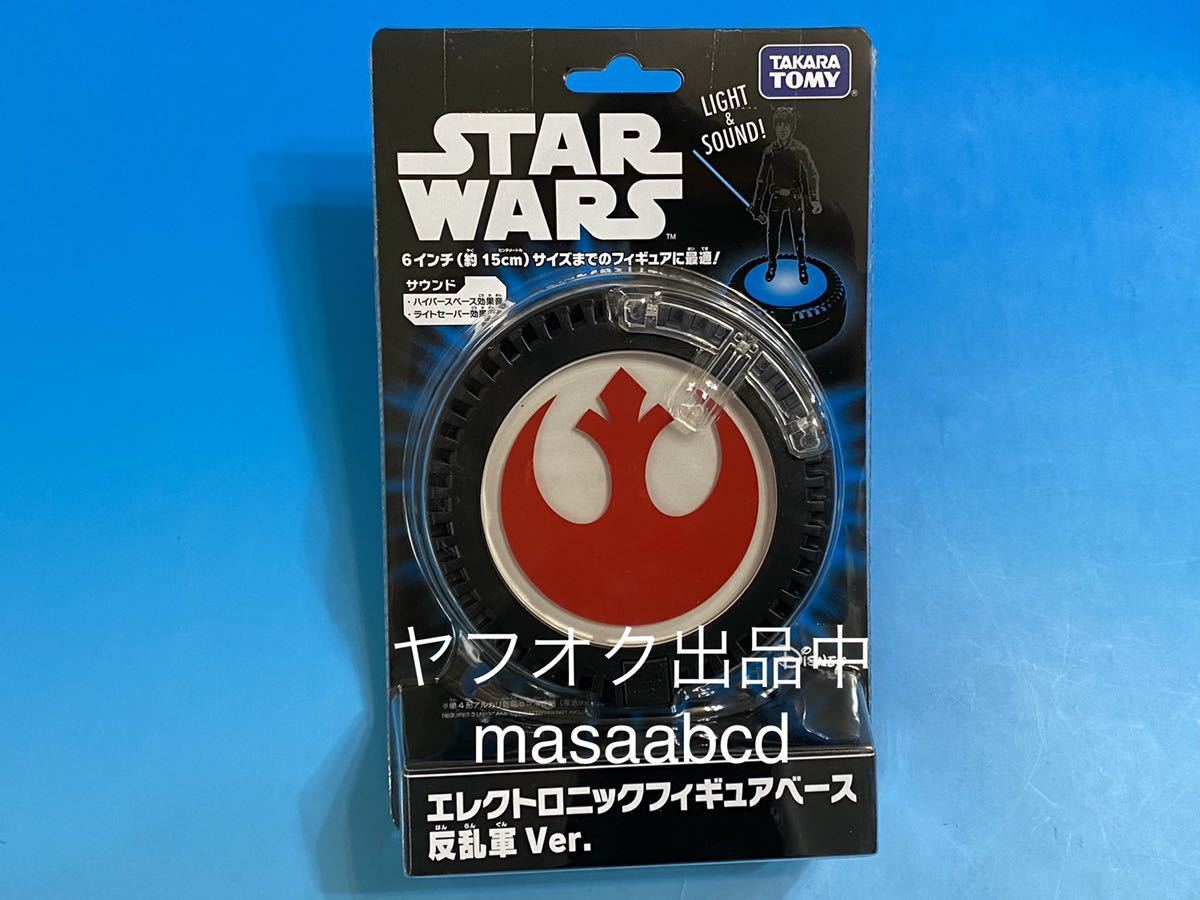 TAKARA
TOMY
LIGHT
&
SOUND!
STAR
WARS
6インチ(約15cm)サイズまでのフィギュアに最適!
サウンド
・ハイパースペース効果音
・ライトセーバー効果
ヤフオク出品中
Disney
masaabcd
エレクトロニックフィギュアベース
反乱軍 Ver.